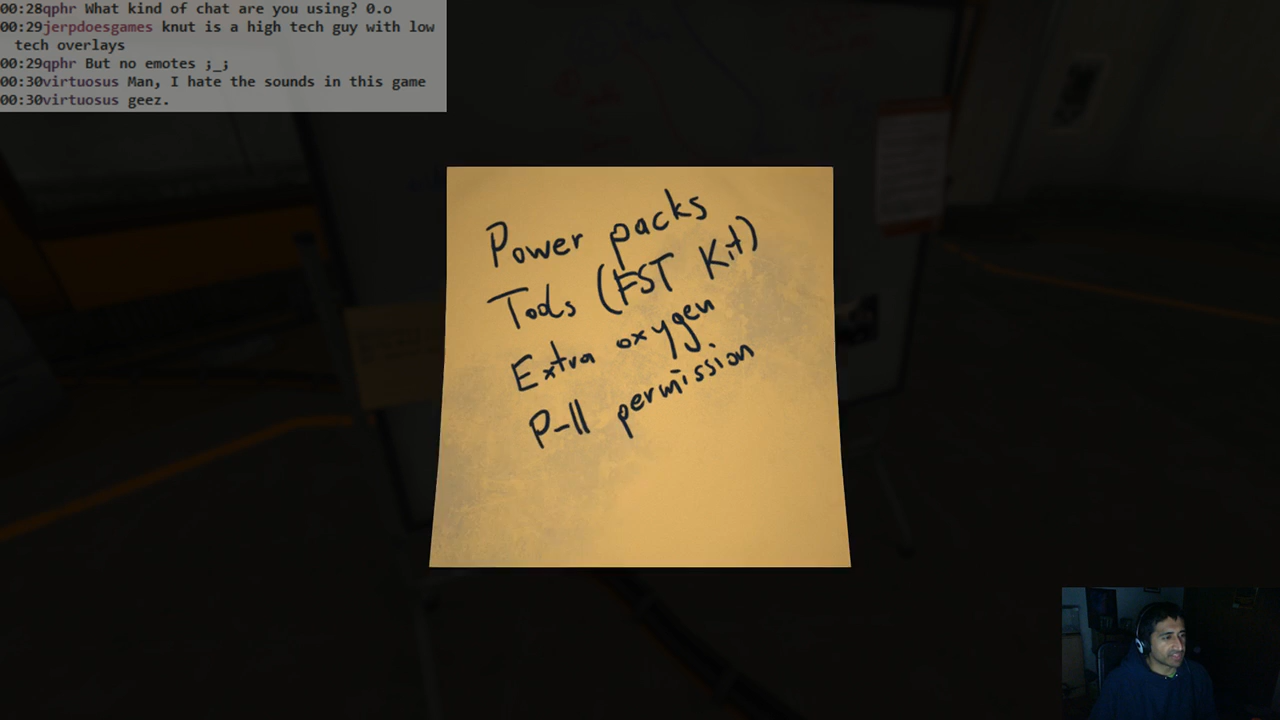 00:28qphr What kind of chat are you using? 0.o
00:29jerpdoesgames knut is a high tech guy with low
tech overlays
00:29qphr But no emotes ;_;
00:30virtuosus Man, I hate the sounds in this game
00:30virtuosus geez.
Power packs
Tools (FST Kit)
Extra oxygen
P-11 permission